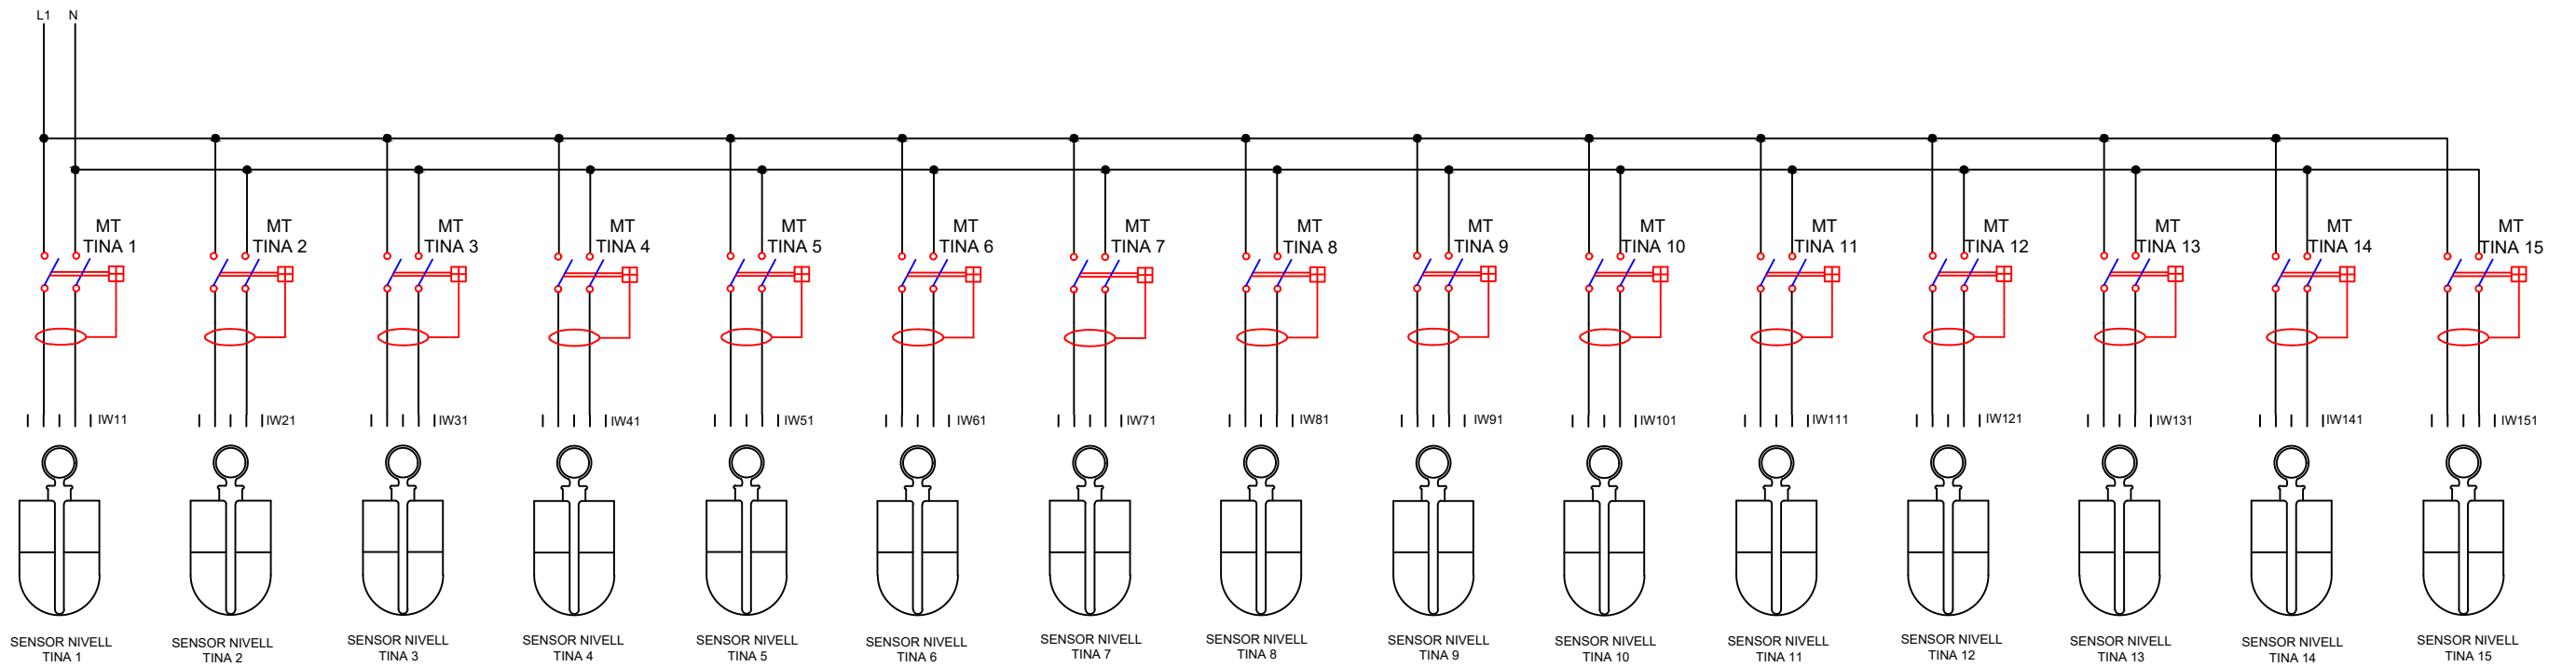 L1 N
MT
TINA 1
MT
TINA 2
MT
TINA 3
MT
TINA 4
MT
TINA 5
MT
TINA 6
MT
TINA 7
MT
TINA 8
MT
TINA 9
MT
TINA 10
MT
TINA 11
MT
TINA 12
MT
TINA 13
MT
TINA 14
MT
TINA 15
IW11
IW21
IW31
IW41
IW51
IW61
IW71
IW81
IW91
IW101
IW111
IW121
IW131
IW141
IW151
SENSOR NIVELL
TINA 1
SENSOR NIVELL
TINA 2
SENSOR NIVELL
TINA 3
SENSOR NIVELL
TINA 4
SENSOR NIVELL
TINA 5
SENSOR NIVELL
TINA 6
SENSOR NIVELL
TINA 7
SENSOR NIVELL
TINA 8
SENSOR NIVELL
TINA 9
SENSOR NIVELL
TINA 10
SENSOR NIVELL
TINA 11
SENSOR NIVELL
TINA 12
SENSOR NIVELL
TINA 13
SENSOR NIVELL
TINA 14
SENSOR NIVELL
TINA 15